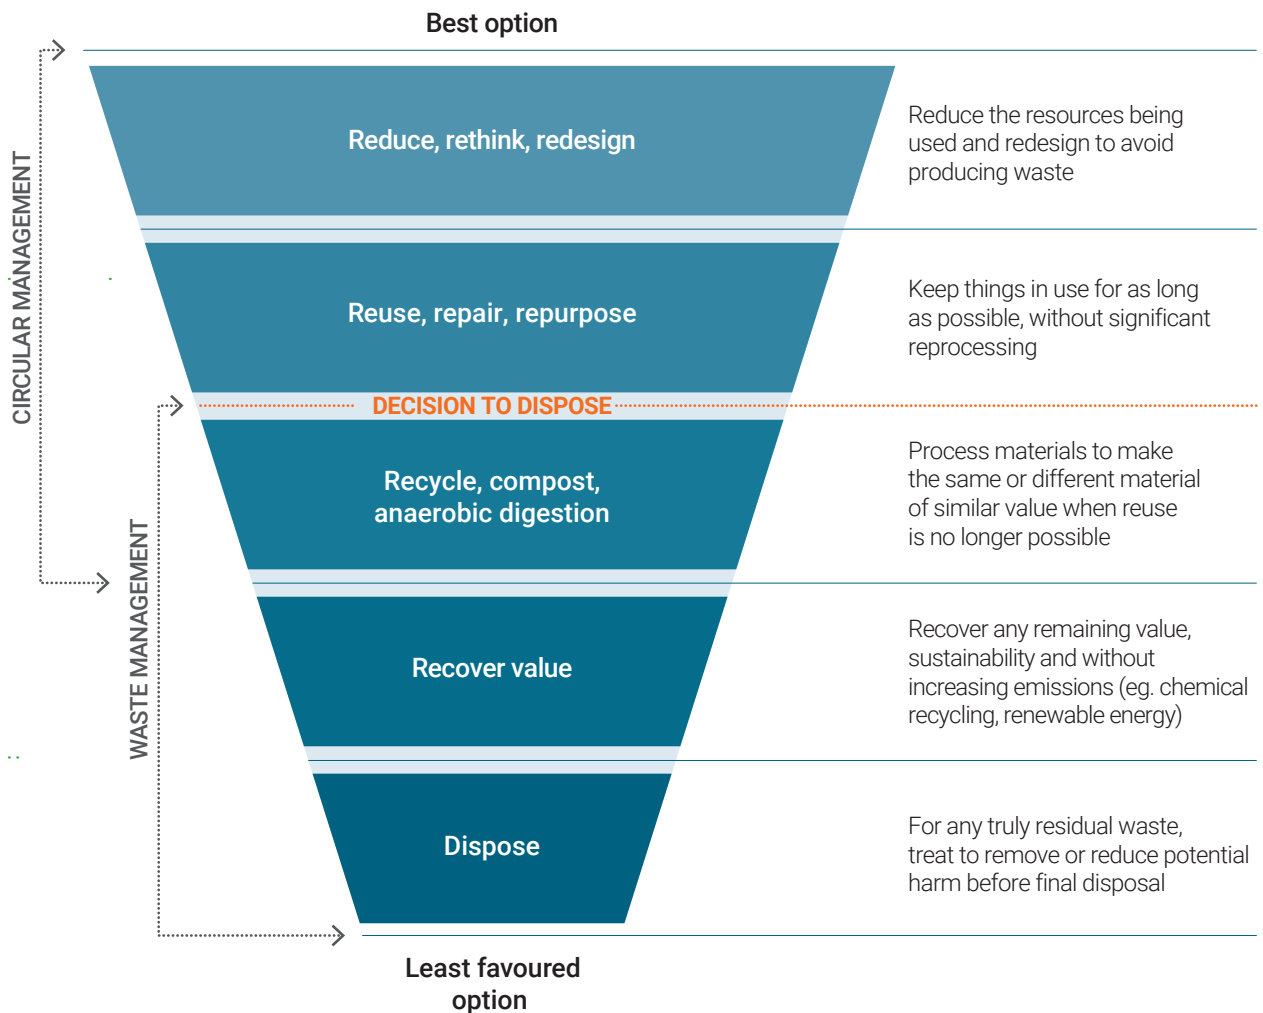 Best option
CIRCULAR MANAGEMENT
Reduce, rethink, redesign
Reduce the resources being
used and redesign to avoid
producing waste
Reuse, repair, repurpose
Keep things in use for as long
as possible, without significant
reprocessing
DECISION TO DISPOSE
WASTE MANAGEMENT
Recycle, compost,
anaerobic digestion
Process materials to make
the same or different material
of similar value when reuse
is no longer possible
Recover value
Recover any remaining value,
sustainability and without
increasing emissions (eg. chemical
recycling, renewable energy)
Dispose
For any truly residual waste,
treat to remove or reduce potential
harm before final disposal
Least favoured
option